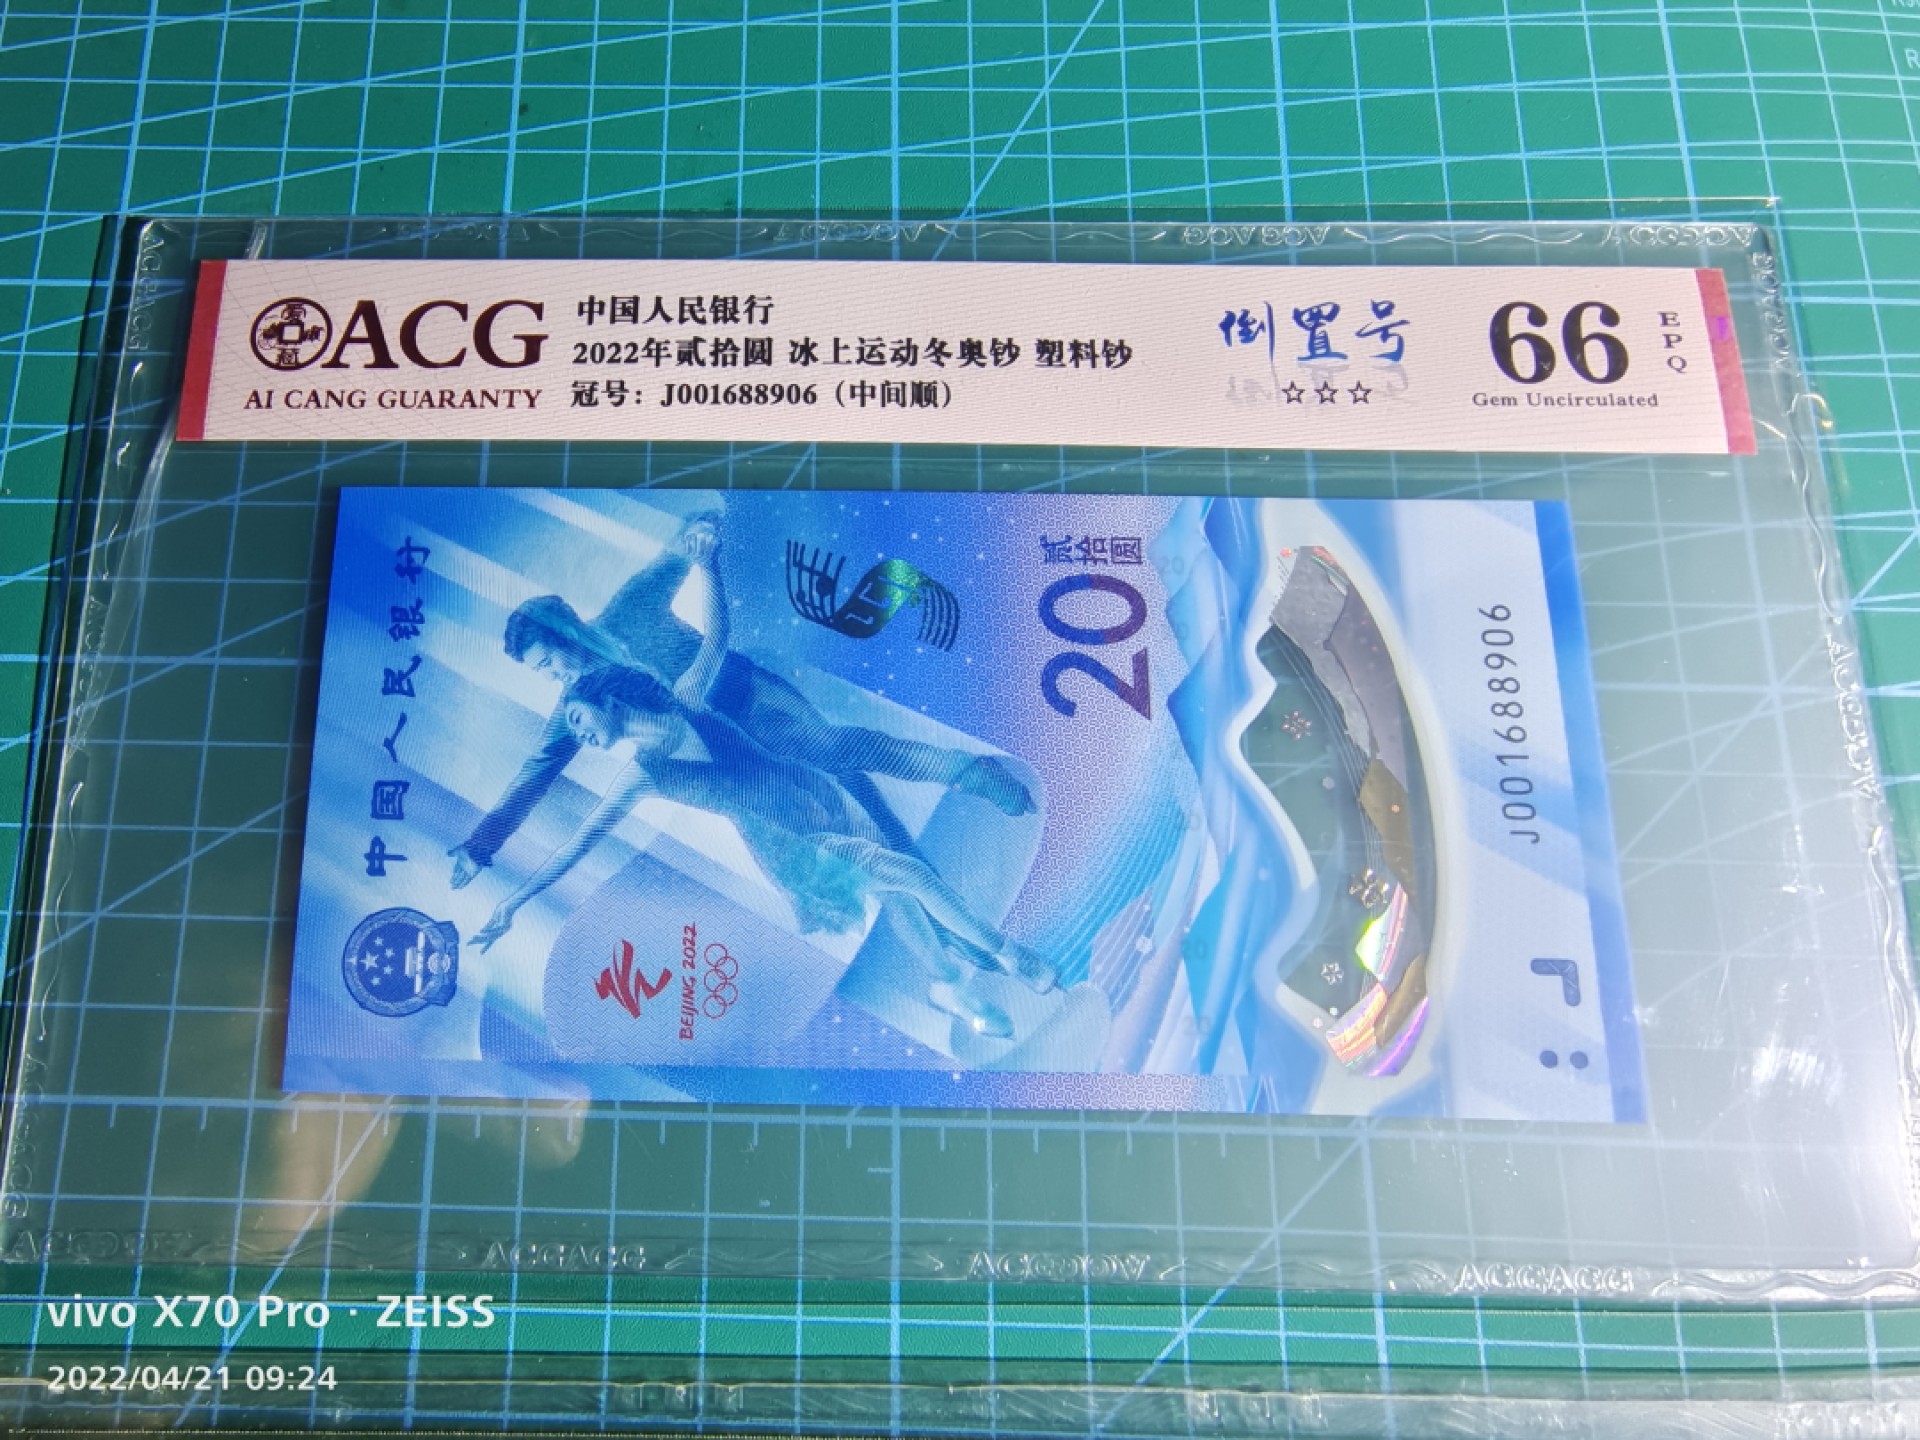 ACG
AI CANG GUARANTY
中国人民银行
2022年贰拾圆 冰上运动冬奥钞 塑料钞
冠号：J001688906（中间顺）
倒置号
☆☆☆
66
EPQ
Gem Uncirculated
中国人民银行
BEIJING 2022
贰拾圆
20
J001688906
ACGACG
ACGACG
vivo X70 Pro · ZEISS
2022/04/21 09:24